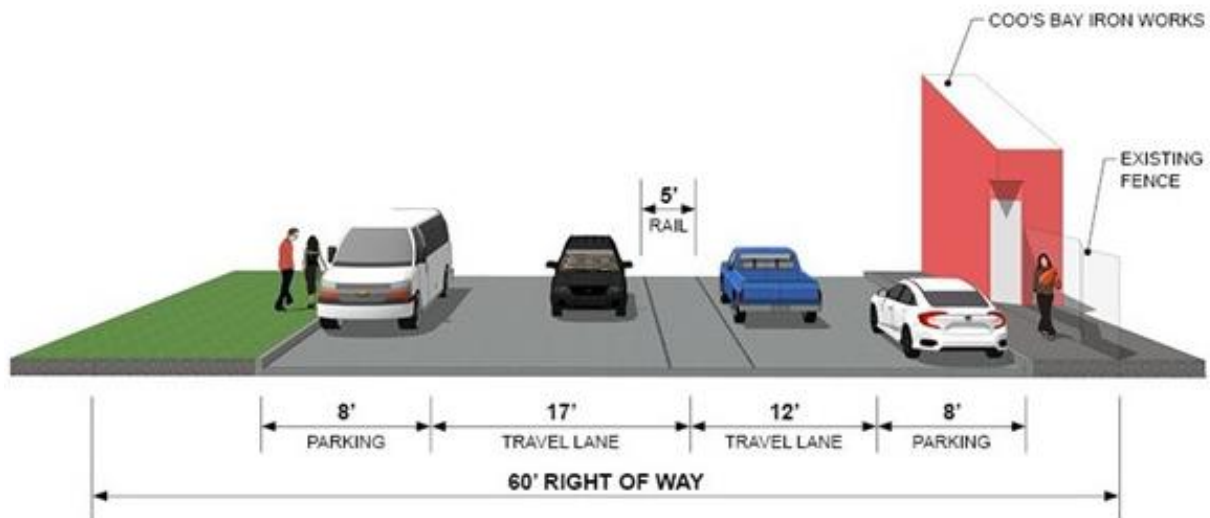 COO'S BAY IRON WORKS
EXISTING
FENCE
5'
RAIL
8'
PARKING
17'
TRAVEL LANE
12'
TRAVEL LANE
8'
PARKING
60' RIGHT OF WAY